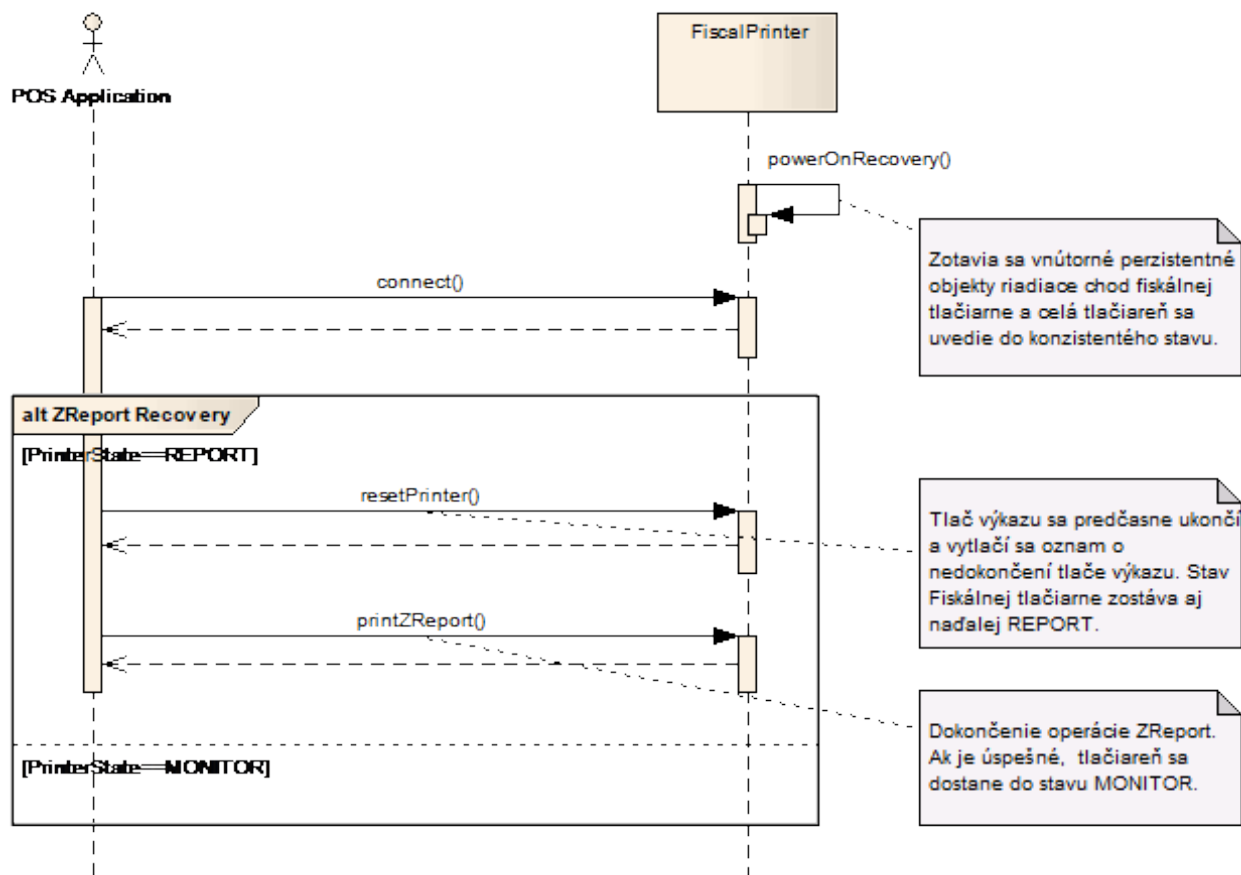 POS Application
FiscalPrinter
powerOnRecovery()
Zotavia sa vnútorné perzistentné
objekty riadiace chod fiskálnej
tlačiarne a celá tlačiareň sa
uvedie do konzistentého stavu.
connect()
alt ZReport Recovery
[PrinterState==REPORT]
resetPrinter()
Tlač výkazu sa predčasne ukončí
a vytlačí sa oznam o
nedokončení tlače výkazu. Stav
Fiskálnej tlačiarne zostáva aj
naďalej REPORT.
printZReport()
Dokončenie operácie ZReport.
Ak je úspešné, tlačiareň sa
dostane do stavu MONITOR.
[PrinterState==MONITOR]